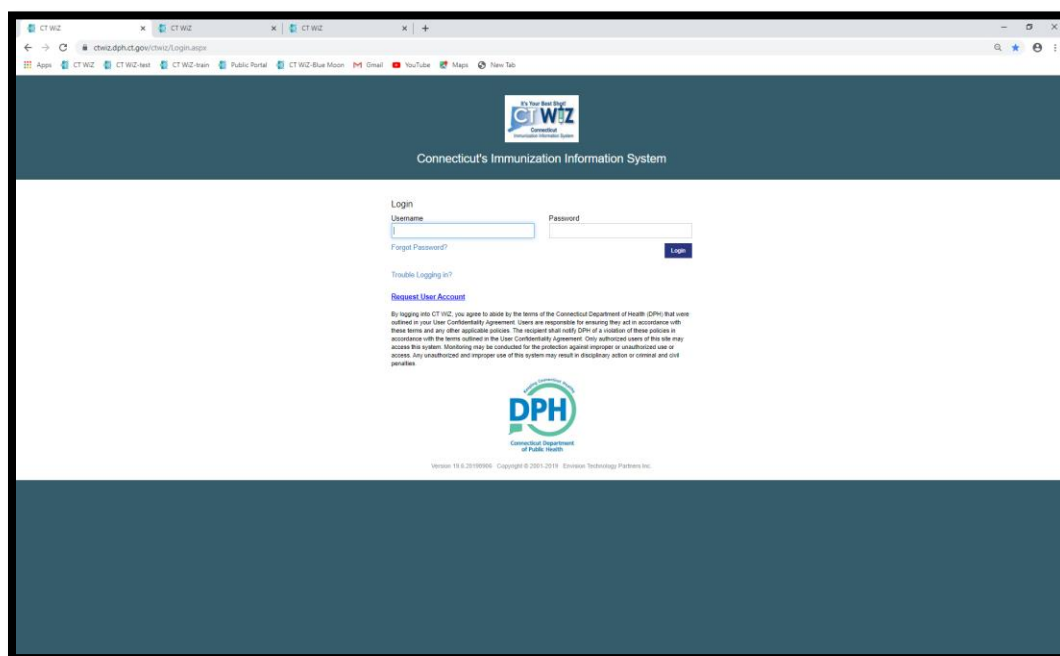 CT WiZ CT WiZ CT WiZ
ctwiz.dph.ct.gov/ctwiz/Login.aspx
Apps CT WiZ CT WiZ-test CT WiZ-train Public Portal CT WiZ-Blue Moon Gmail YouTube Maps New Tab
It's Your Best Shot!
CT WiZ
Connecticut
Immunization Information System
Connecticut's Immunization Information System
Login
Username Password
Forgot Password? Login
Trouble Logging in?
Request User Account
By logging into CT WiZ, you agree to abide by the terms of the Connecticut Department of Health (DPH) that were
outlined in your User Confidentiality Agreement. Users are responsible for ensuring they act in accordance with
these terms and any other applicable policies. The recipient shall notify DPH of a violation of these policies in
accordance with the terms outlined in the User Confidentiality Agreement. Only authorized users of this site may
access this system. Monitoring may be conducted for the protection against improper or unauthorized use or
access. Any unauthorized and improper use of this system may result in disciplinary action or criminal and civil
penalties.
Keeping Connecticut Healthy
DPH
Connecticut Department
of Public Health
Copyright © 2001-2019 Envision Technology Partners Inc.